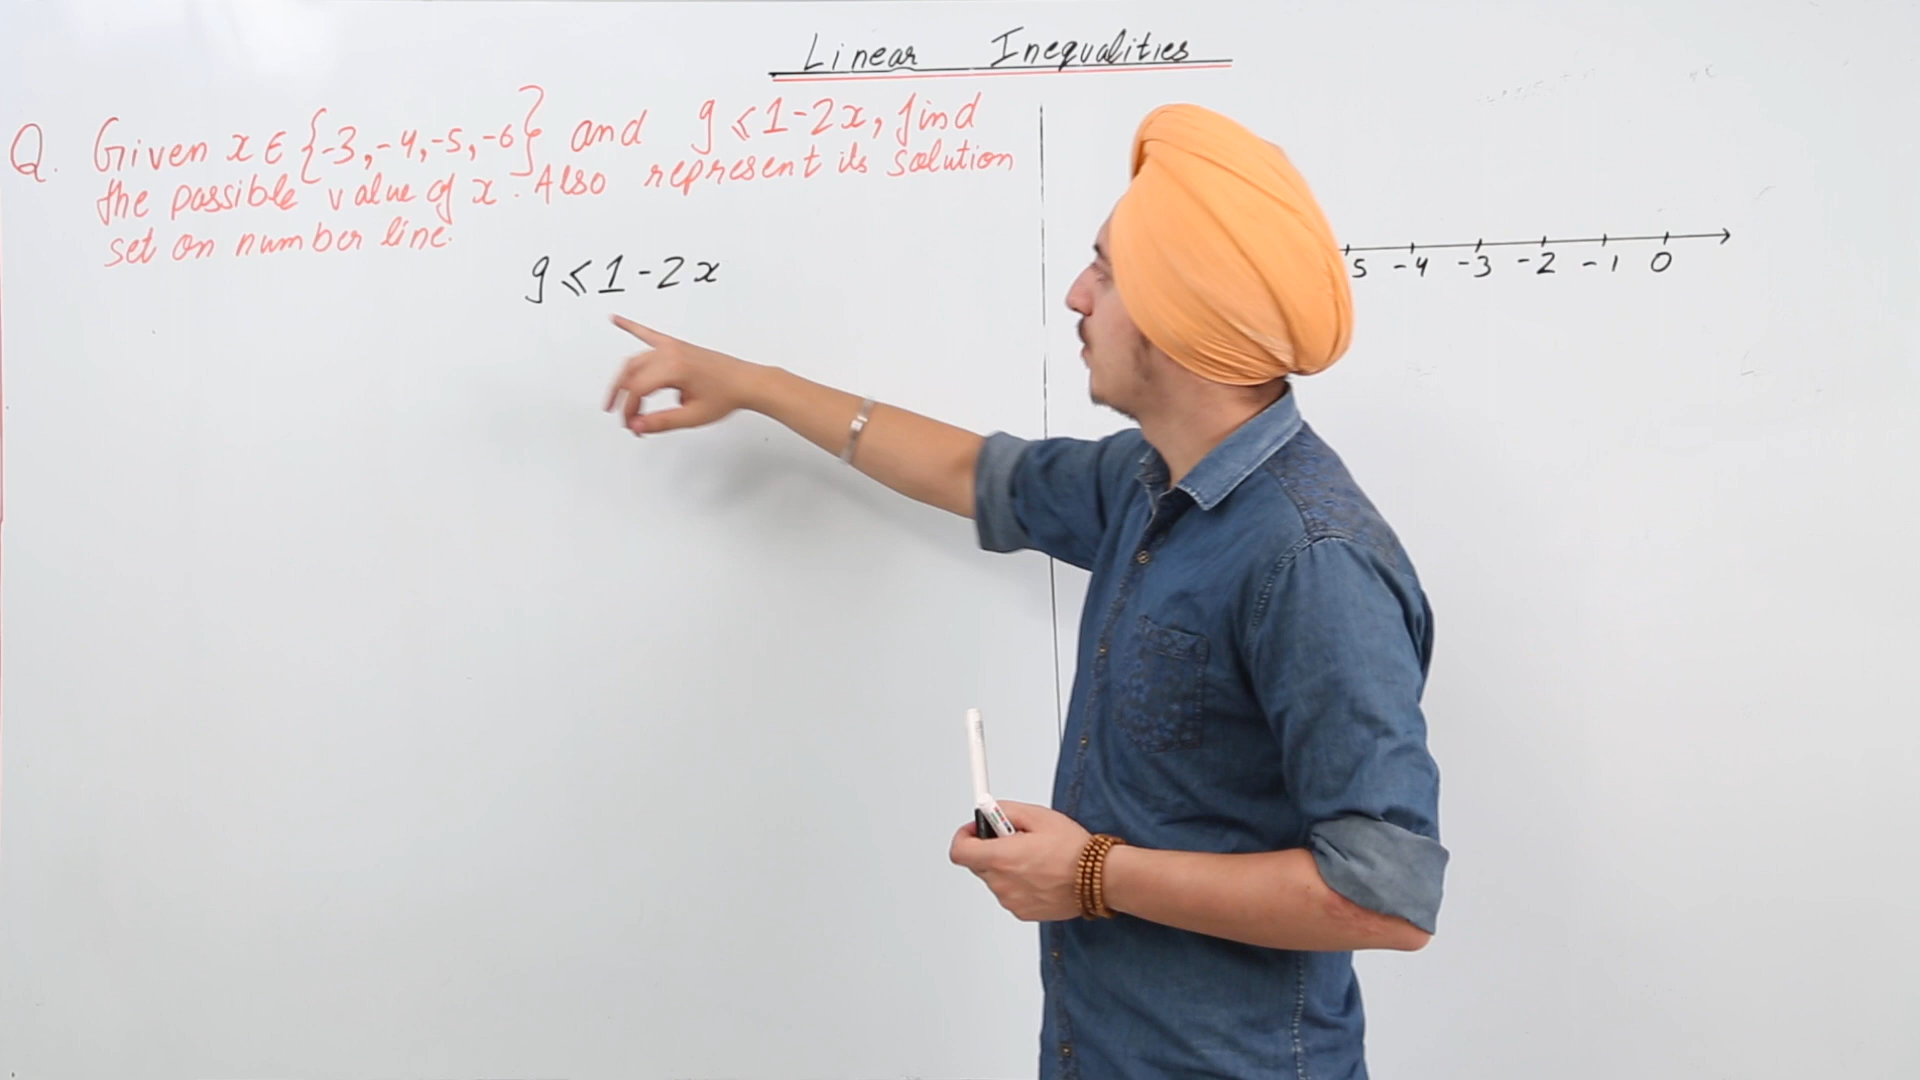 Linear Inequalities
Q. Given x ∈ {-3, -4, -5, -6} and 9 ⩽ 1-2x, find
the possible value of x. Also represent its solution
set on number line.
9 ⩽ 1 - 2x
5 -4 -3 -2 -1 0